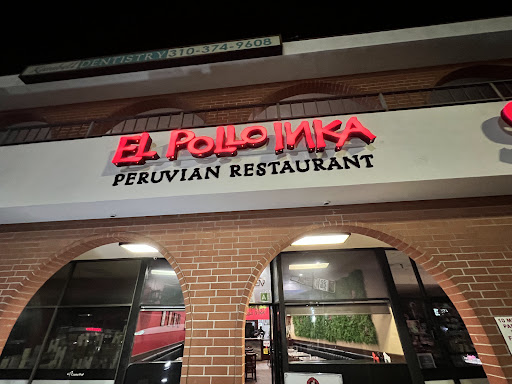 DENTISTRY 310-374-9608
EL POLLO INKA
PERUVIAN RESTAURANT